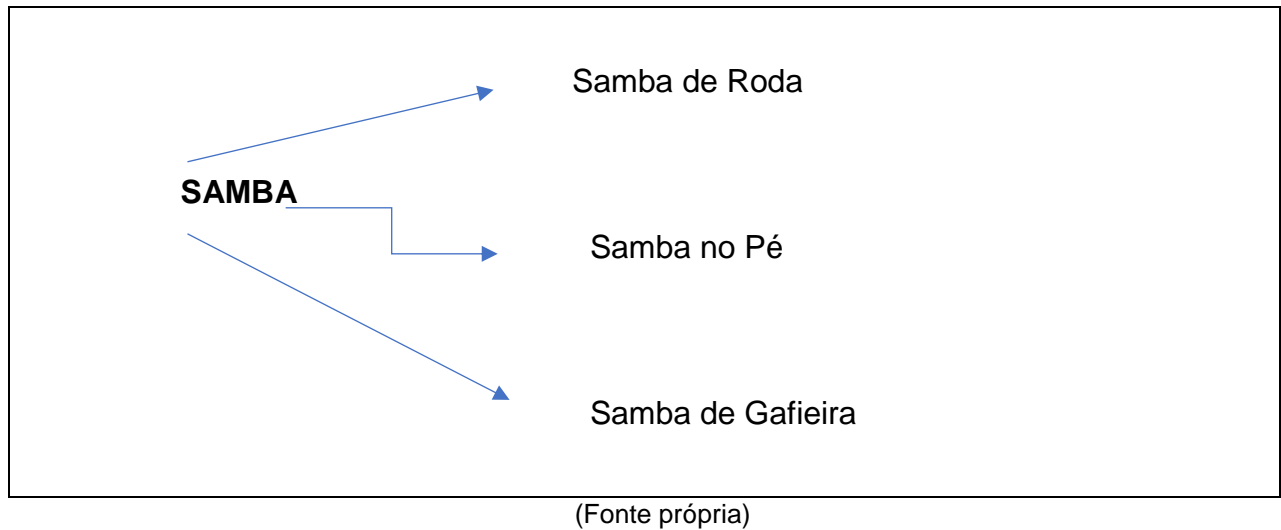 Samba de Roda
SAMBA
Samba no Pé
Samba de Gafieira
(Fonte própria)